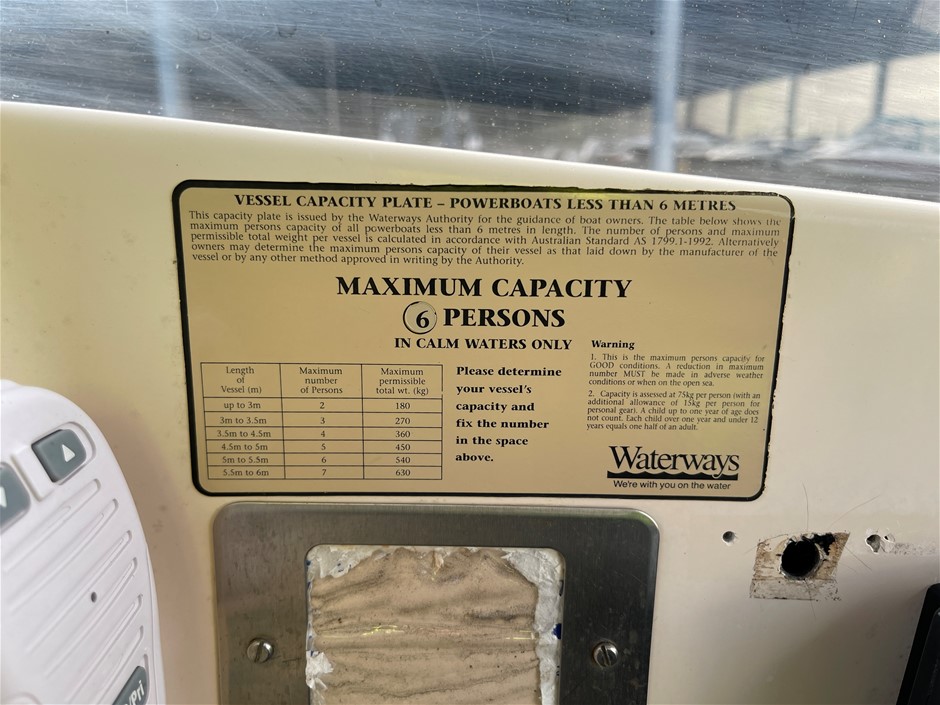 VESSEL CAPACITY PLATE – POWERBOATS LESS THAN 6 METRES
This capacity plate is issued by the Waterways Authority for the guidance of boat owners. The table below shows the
maximum persons capacity of all powerboats less than 6 metres in length. The number of persons and maximum
permissible total weight per vessel is calculated in accordance with Australian Standard AS 1799.1-1992. Alternatively
owners may determine the maximum persons capacity of their vessel as that laid down by the manufacturer of the
vessel or by any other method approved in writing by the Authority.
MAXIMUM CAPACITY
6 PERSONS
IN CALM WATERS ONLY
Length of Vessel (m) Maximum number of Persons Maximum permissible total wt. (kg)
up to 3m 2 180
3m to 3.5m 3 270
3.5m to 4.5m 4 360
4.5m to 5m 5 450
5m to 5.5m 6 540
5.5m to 6m 7 630
Please determine
your vessel's
capacity and
fix the number
in the space
above.
Warning
1. This is the maximum persons capacity for
GOOD conditions. A reduction in maximum
number MUST be made in adverse weather
conditions or when on the open sea.
2. Capacity is assessed at 75kg per person (with an
additional allowance of 15kg per person for
personal gear). A child up to one year of age does
not count. Each child over one year and under 12
years equals one half of an adult.
Waterways
We're with you on the water
/Pri